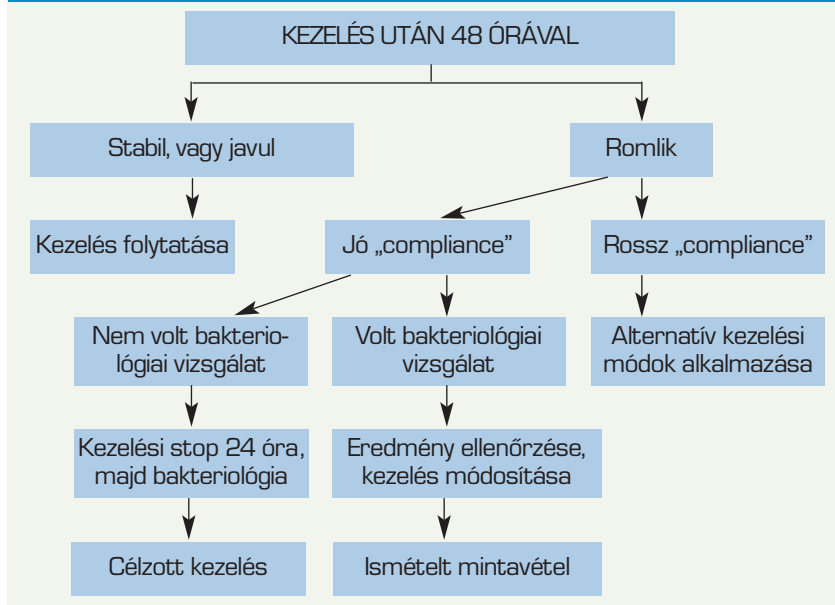 KEZELÉS UTÁN 48 ÓRÁVAL
Stabil, vagy javul
Romlik
Kezelés folytatása
Jó „compliance”
Rossz „compliance”
Nem volt bakterio-
lógiai vizsgálat
Volt bakteriológiai
vizsgálat
Alternatív kezelési
módok alkalmazása
Kezelési stop 24 óra,
majd bakteriológia
Eredmény ellenőrzése,
kezelés módosítása
Célzott kezelés
Ismételt mintavétel